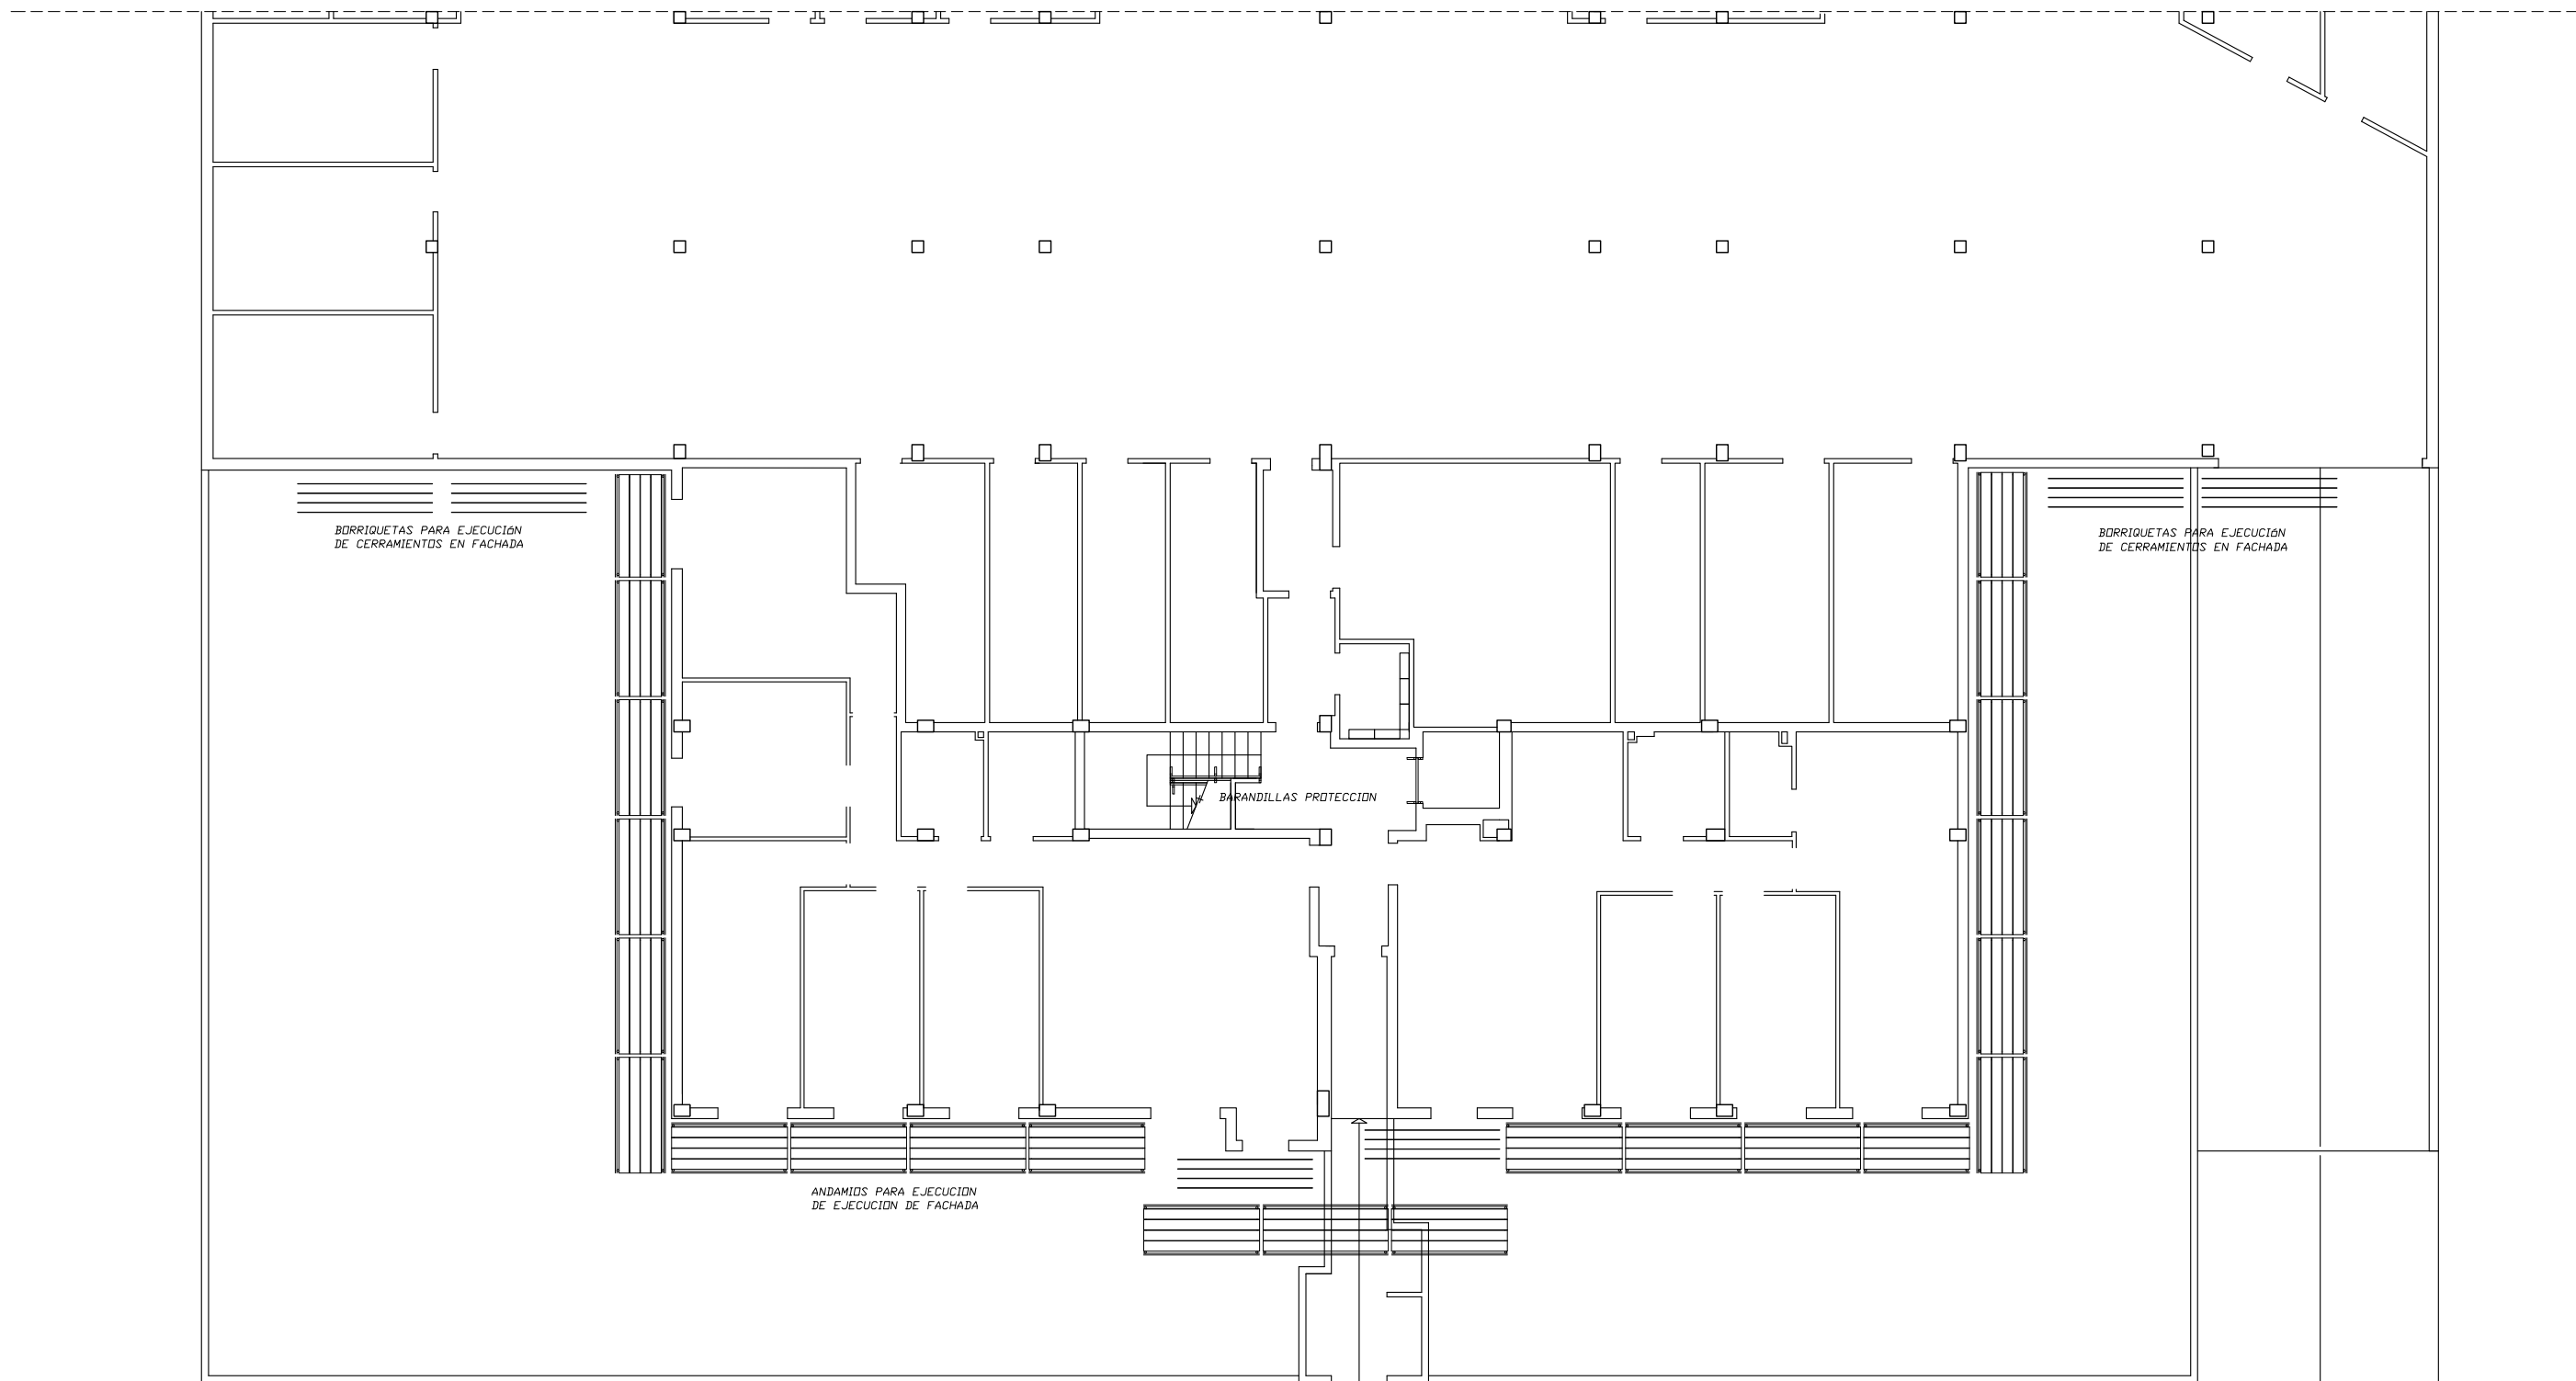 BORRIQUETAS PARA EJECUCIóN
DE CERRAMIENTOS EN FACHADA
BORRIQUETAS PARA EJECUCIóN
DE CERRAMIENTOS EN FACHADA
BARANDILLAS PROTECCION
ANDAMIOS PARA EJECUCION
DE EJECUCION DE FACHADA